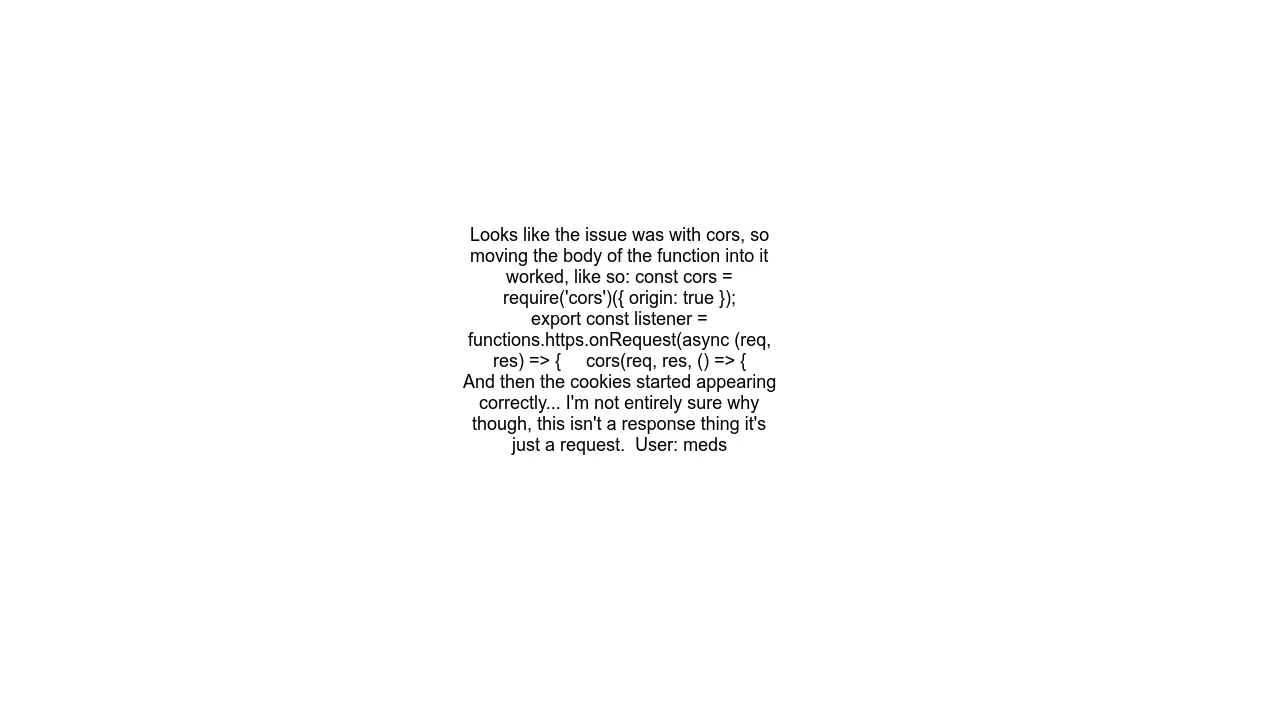 Looks like the issue was with cors, so
moving the body of the function into it
worked, like so: const cors =
require('cors')({ origin: true });
export const listener =
functions.https.onRequest(async (req,
res) => {     cors(req, res, () => {
And then the cookies started appearing
correctly... I'm not entirely sure why
though, this isn't a response thing it's
just a request.  User: meds